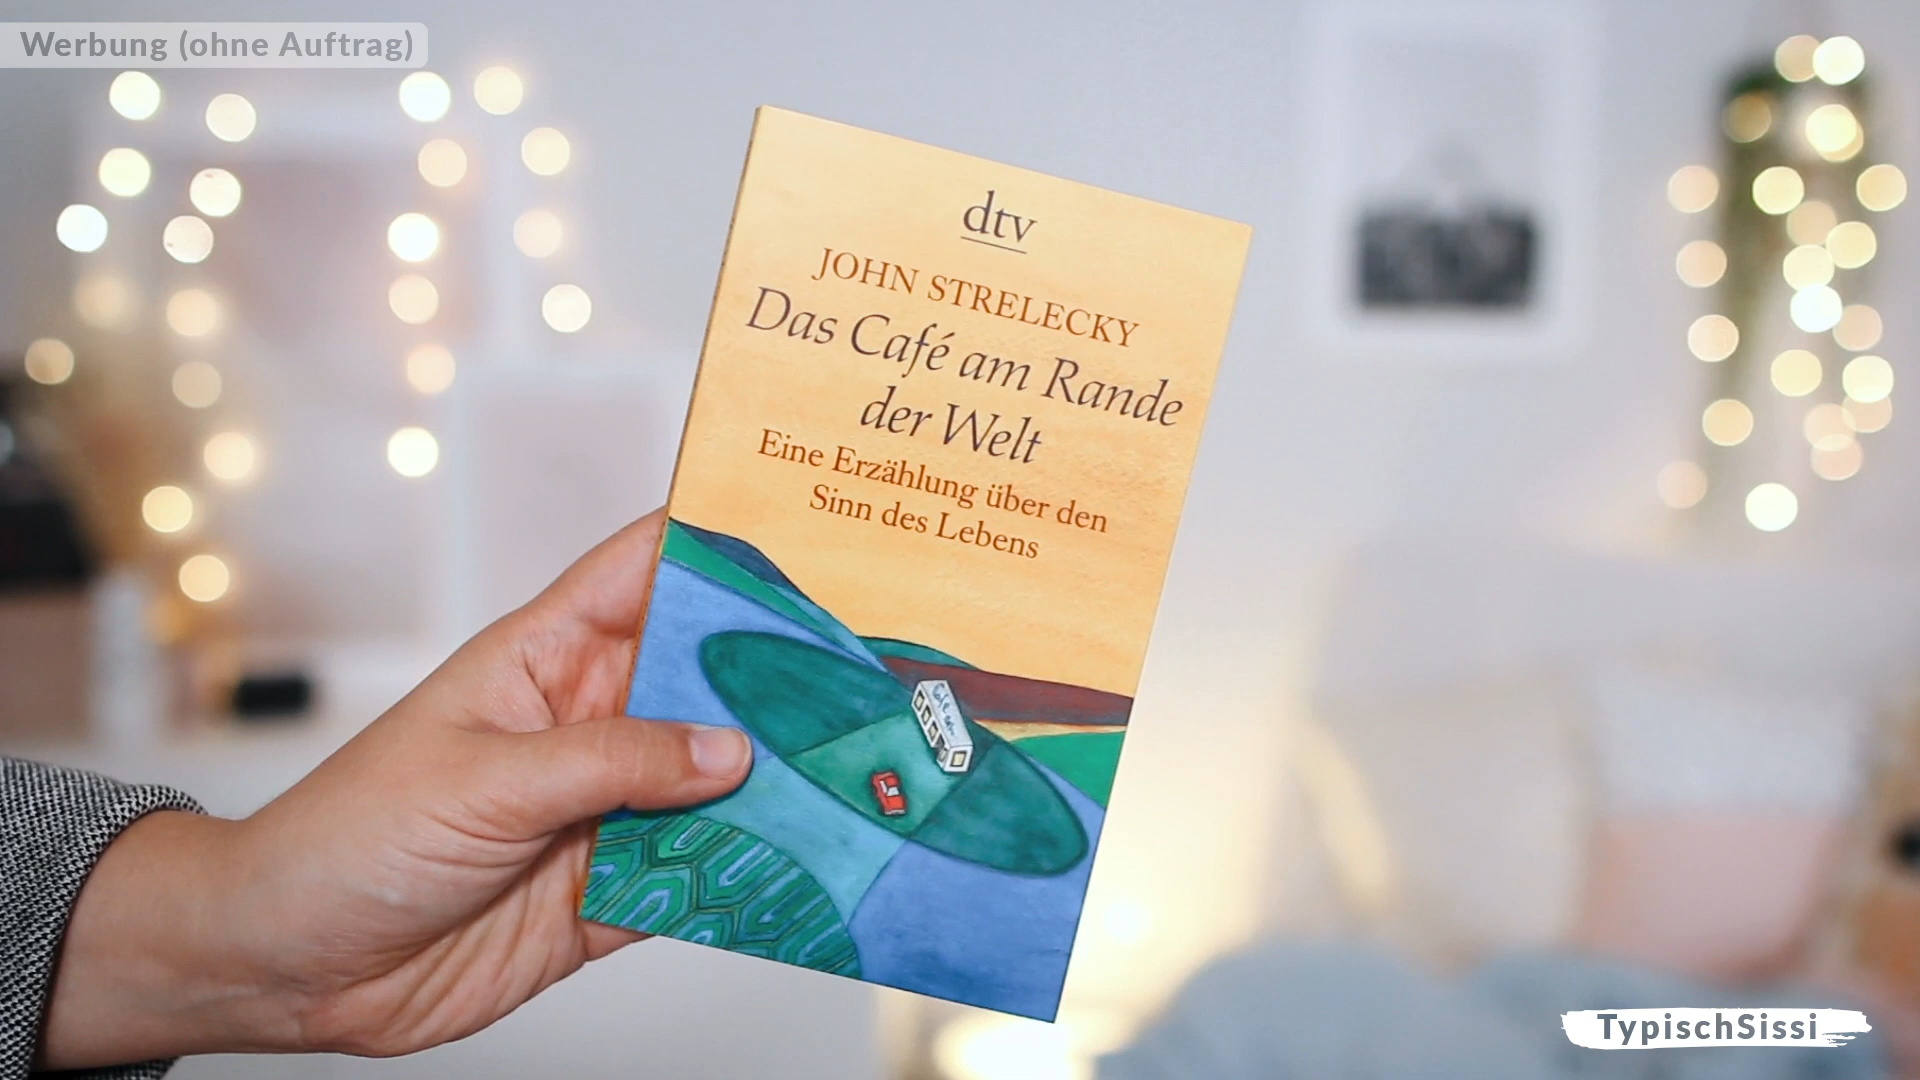 Werbung (ohne Auftrag)
dtv
JOHN STRELECKY
Das Café am Rande
der Welt
Eine Erzählung über den
Sinn des Lebens
TypischSissi